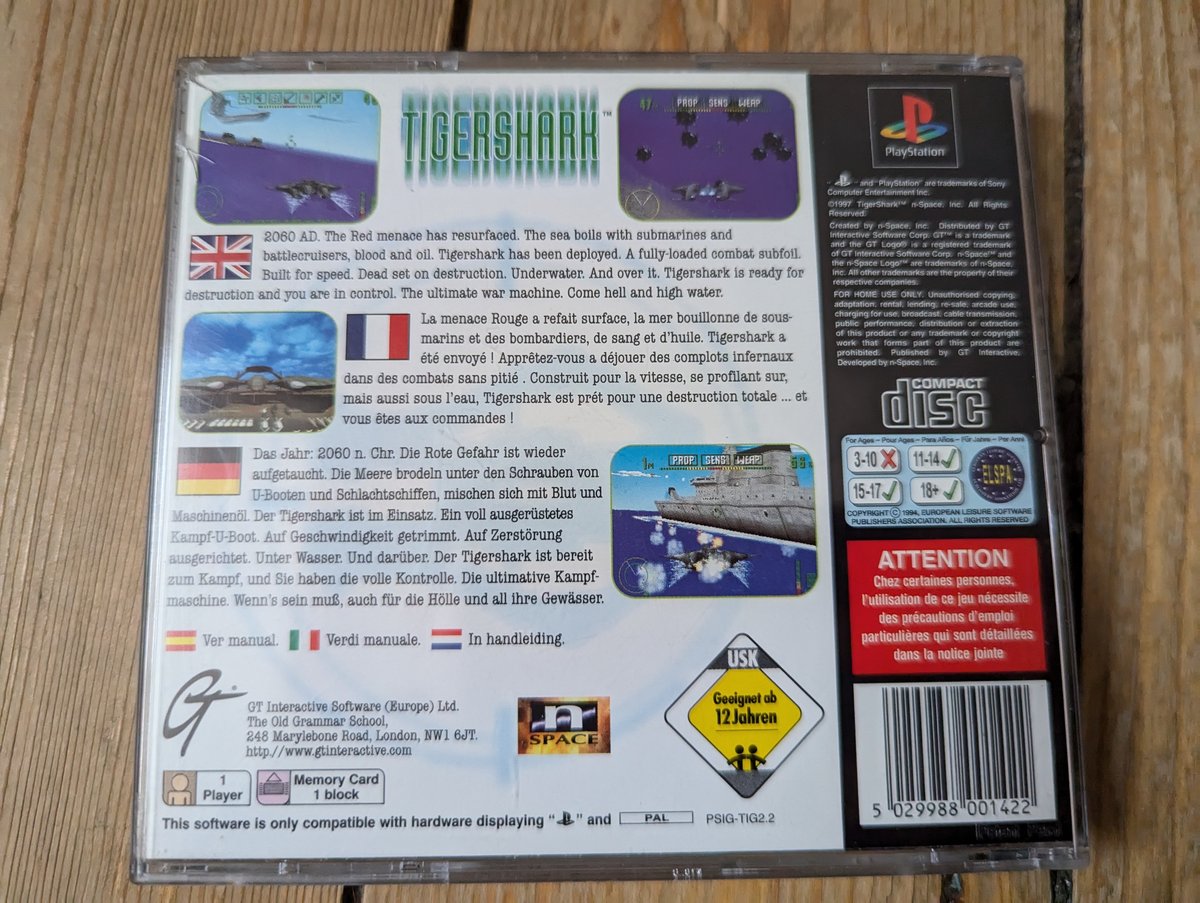 TIGERSHARK™
PROP SENS WEAP
2060 AD. The Red menace has resurfaced. The sea boils with submarines and
battlecruisers, blood and oil. Tigershark has been deployed. A fully-loaded combat subfoil.
Built for speed. Dead set on destruction. Underwater. And over it. Tigershark is ready for
destruction and you are in control. The ultimate war machine. Come hell and high water.
La menace Rouge a refait surface, la mer bouillonne de sous-
marins et des bombardiers, de sang et d'huile. Tigershark a
été envoyé ! Apprêtez-vous a déjouer des complots infernaux
dans des combats sans pitié . Construit pour la vitesse, se profilant sur,
mais aussi sous l'eau, Tigershark est prét pour une destruction totale ... et
vous êtes aux commandes !
Das Jahr: 2060 n. Chr. Die Rote Gefahr ist wieder
aufgetaucht. Die Meere brodeln unter den Schrauben von
U-Booten und Schlachtschiffen, mischen sich mit Blut und
Maschinenöl. Der Tigershark ist im Einsatz. Ein voll ausgerüstetes
Kampf-U-Boot. Auf Geschwindigkeit getrimmt. Auf Zerstörung
ausgerichtet. Unter Wasser. Und darüber. Der Tigershark ist bereit
zum Kampf, und Sie haben die volle Kontrolle. Die ultimative Kampf-
maschine. Wenn's sein muß, auch für die Hölle und all ihre Gewässer.
PROP SENS WEAP
Ver manual. Verdi manuale. In handleiding.
GT
GT Interactive Software (Europe) Ltd.
The Old Grammar School,
248 Marylebone Road, London, NW1 6JT.
http://www.gtinteractive.com
n
SPACE
USK
Geeignet ab
12 Jahren
1
Player
Memory Card
1 block
This software is only compatible with hardware displaying " " and PAL PSIG-TIG2.2
PlayStation
" " and "PlayStation" are trademarks of Sony
Computer Entertainment Inc.
©1997 TigerShark™ n-Space, Inc. All Rights
Reserved.
Created by n-Space, Inc. Distributed by GT
Interactive Software Corp. GT™ is a trademark
and the GT Logo® is a registered trademark
of GT Interactive Software Corp. n-Space™ and
the n-Space Logo™ are trademarks of n-Space,
Inc. All other trademarks are the property of their
respective companies.
FOR HOME USE ONLY. Unauthorised copying,
adaptation, rental, lending, re-sale, arcade use,
charging for use, broadcast, cable transmission,
public performance, distribution or extraction
of this product or any trademark or copyright
work that forms part of this product are
prohibited. Published by GT Interactive.
Developed by n-Space, Inc.
COMPACT
disc
For Ages – Pour Ages – Para Años – Für Jahre – Per Anni
3-10 11-14
15-17 18+
ELSPA
COPYRIGHT © 1994, EUROPEAN LEISURE SOFTWARE
PUBLISHERS ASSOCIATION. ALL RIGHTS RESERVED
ATTENTION
Chez certaines personnes,
l'utilisation de ce jeu nécessite
des précautions d'emploi
particulières qui sont détaillées
dans la notice jointe
5 029988 001422